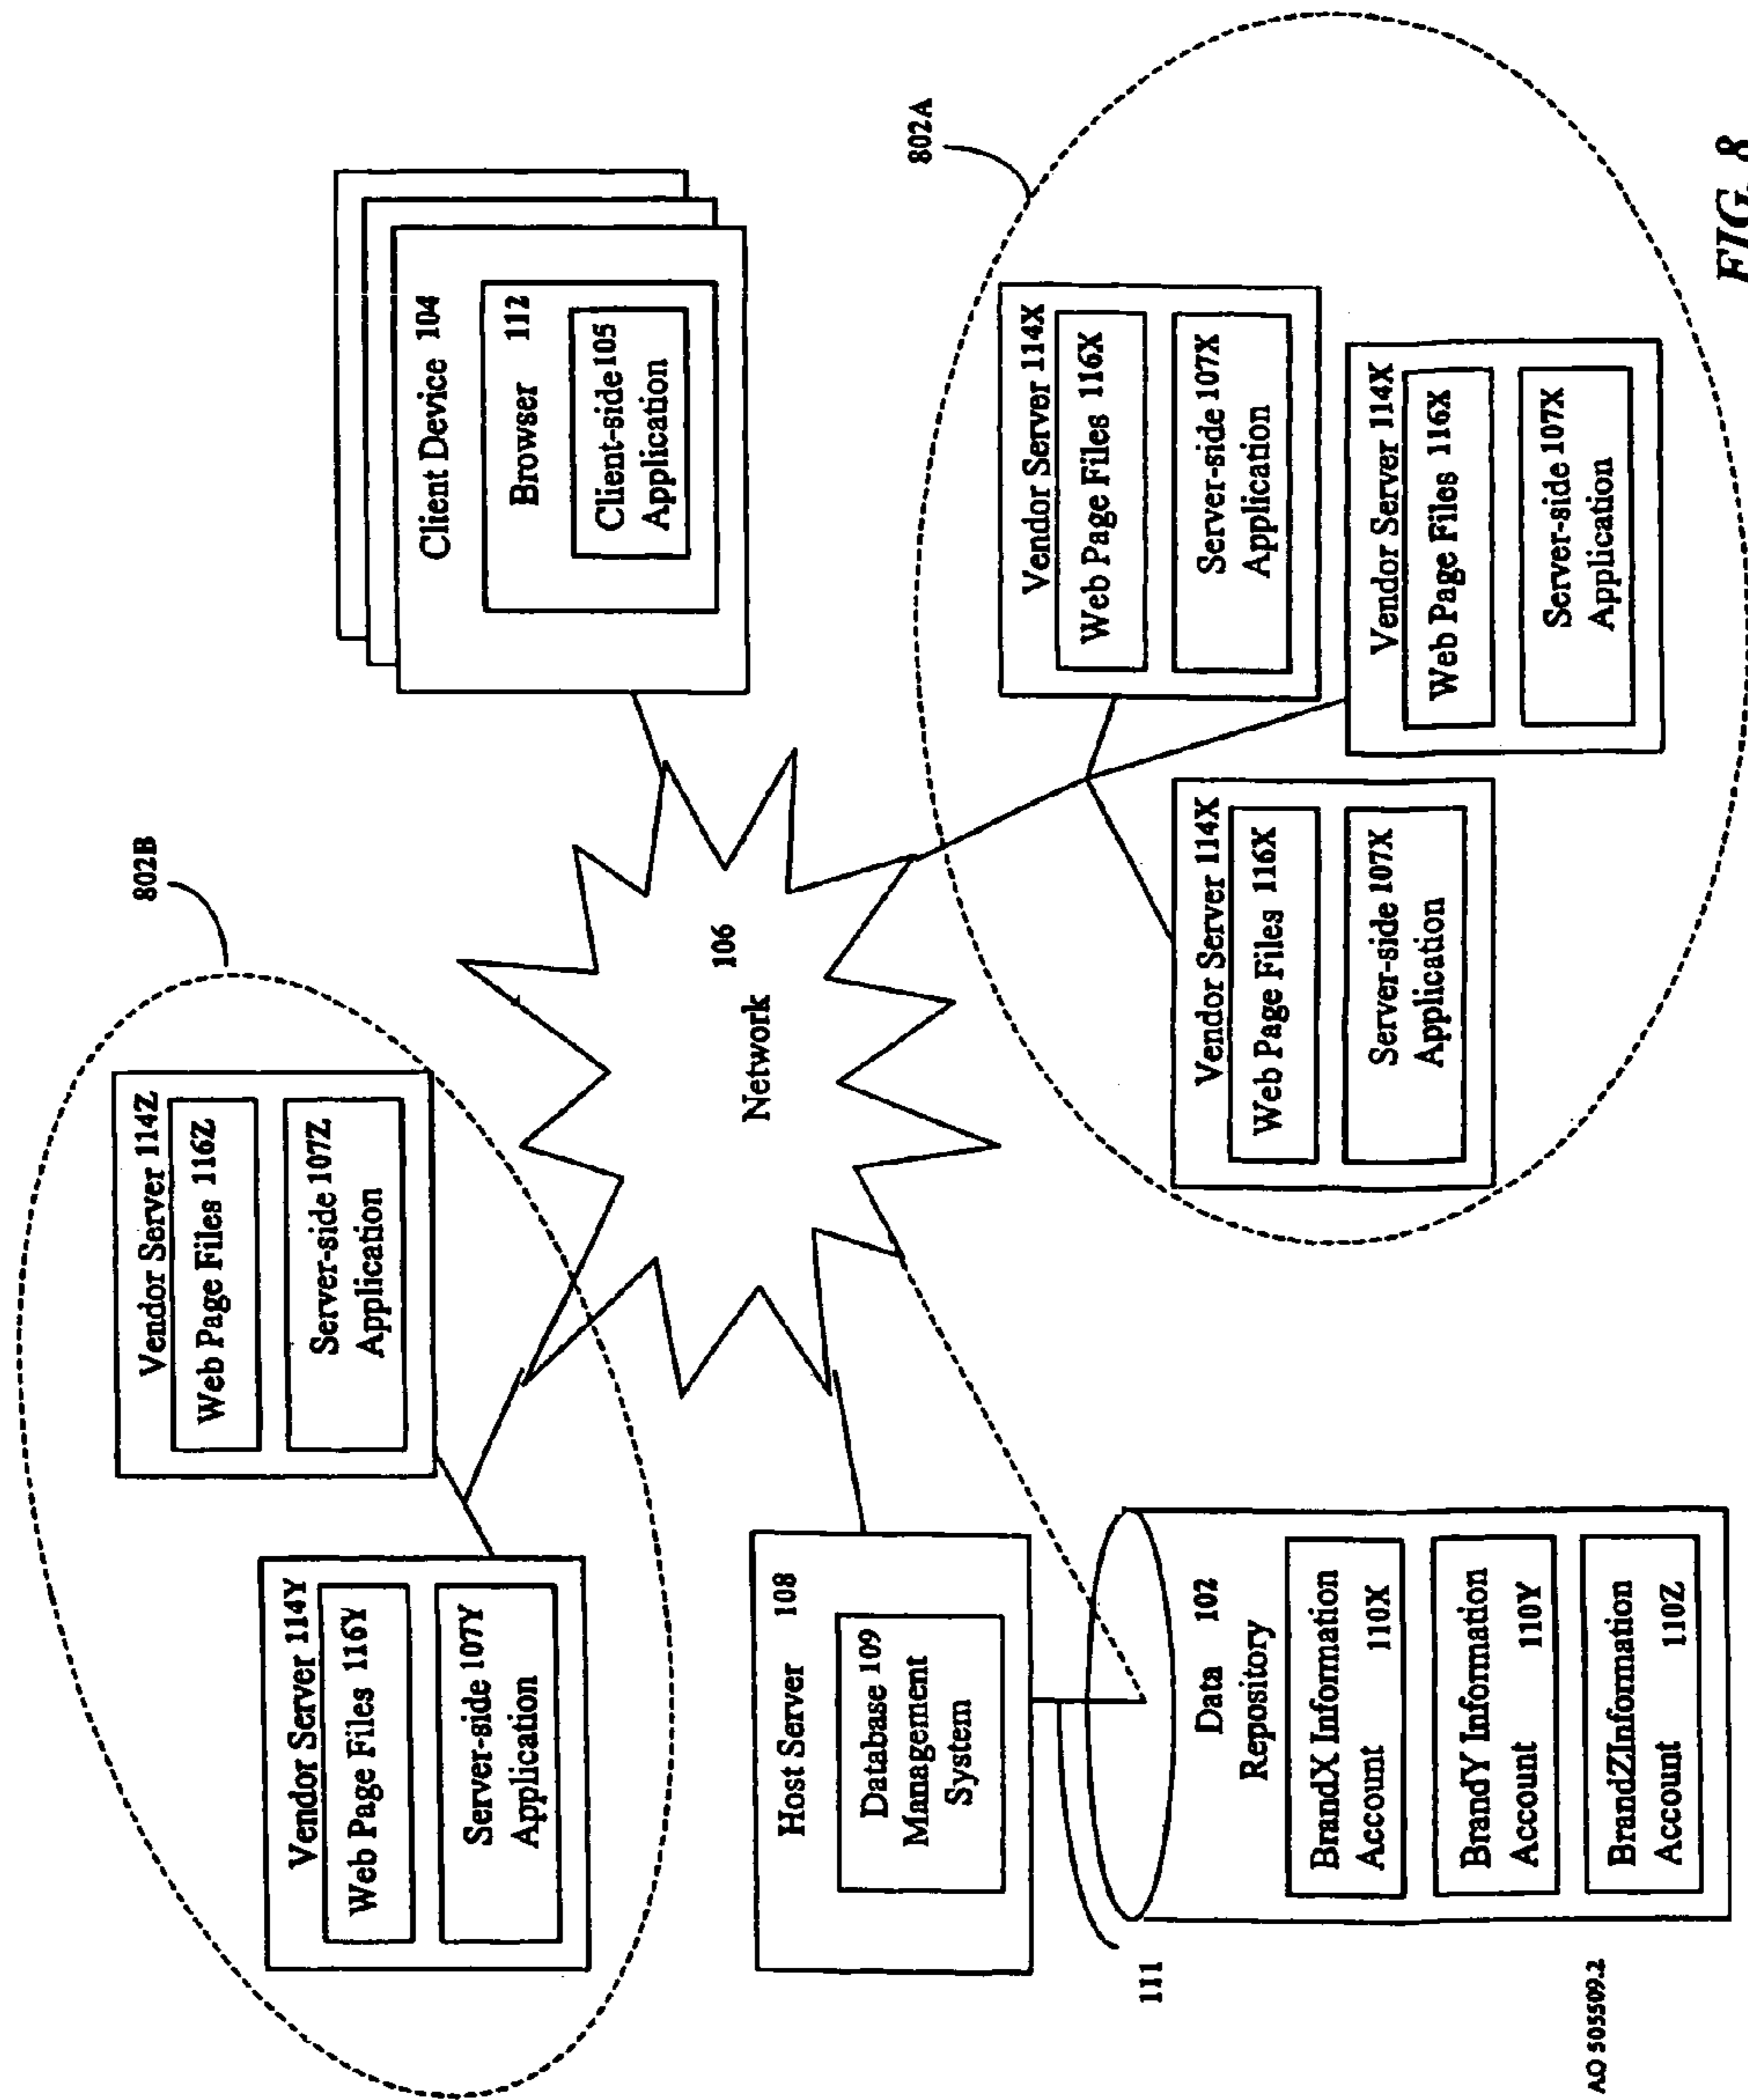 802B
Vendor Server 114Y
Web Page Files 116Y
Server-side 107Y
Application
Vendor Server 114Z
Web Page Files 116Z
Server-side 107Z
Application
Client Device 104
Browser 112
Client-side 105
Application
Network 106
Host Server 108
Database 109
Management
System
111
Data 102
Repository
BrandX Information
Account 110X
BrandY Information
Account 110Y
BrandZInformation
Account 110Z
802A
Vendor Server 114X
Web Page Files 116X
Server-side 107X
Application
Vendor Server 114X
Web Page Files 116X
Server-side 107X
Application
Vendor Server 114X
Web Page Files 116X
Server-side 107X
Application
AO 505509.2
FIG. 8